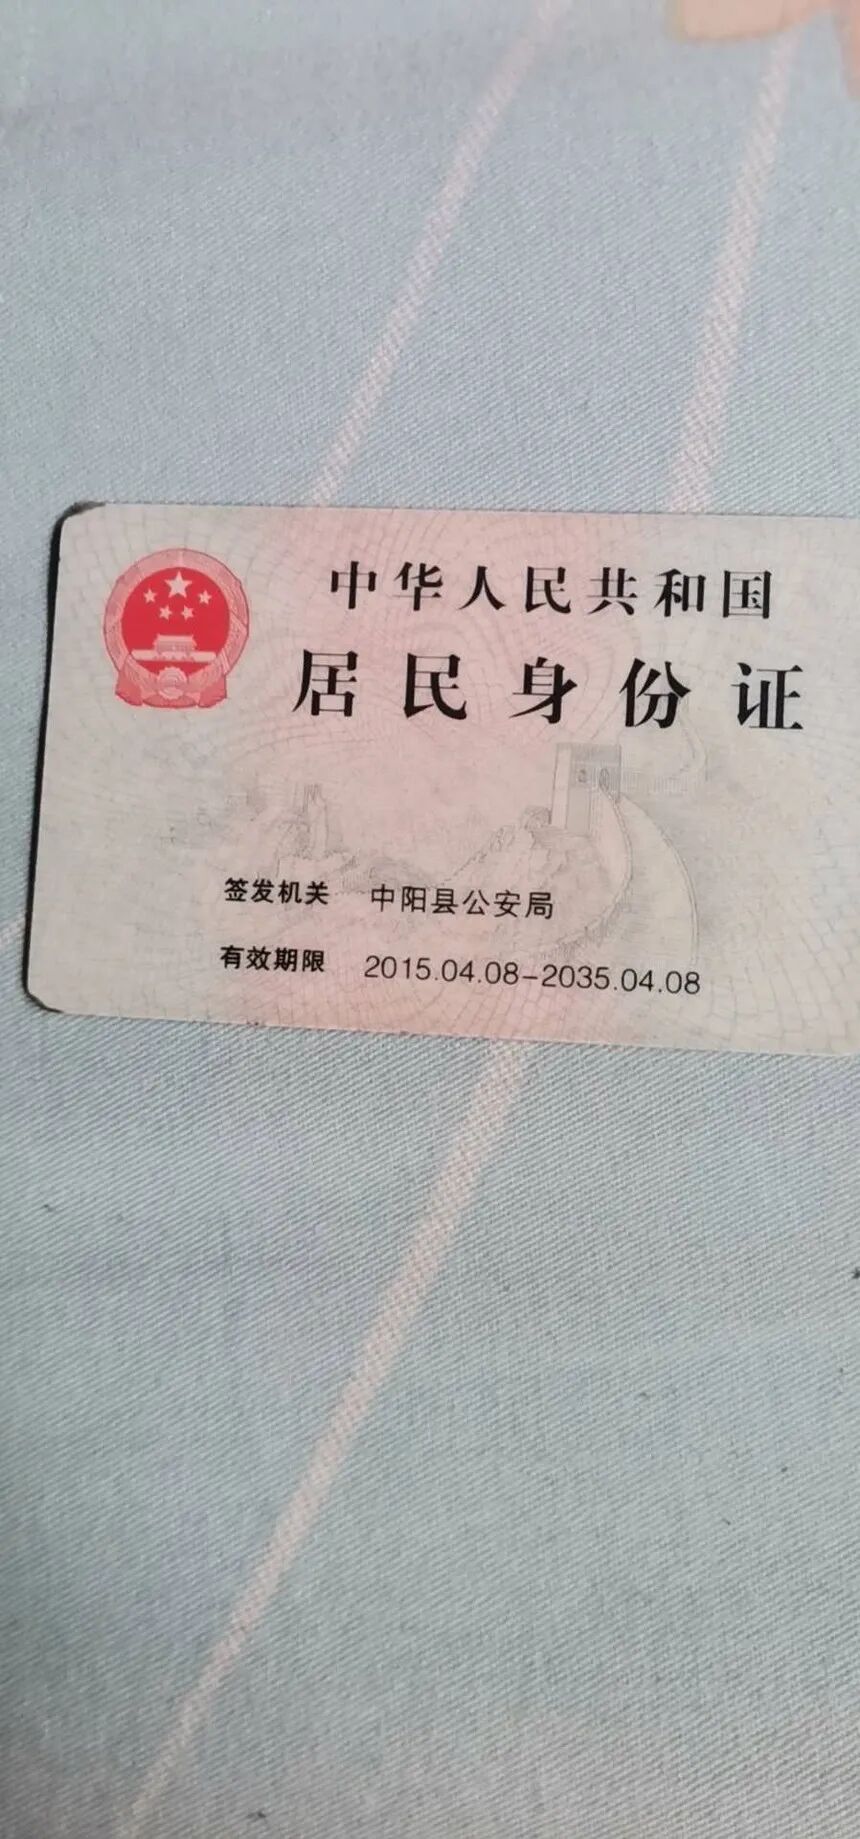 中华人民共和国
居民身份证
签发机关 中阳县公安局
有效期限 2015.04.08-2035.04.08